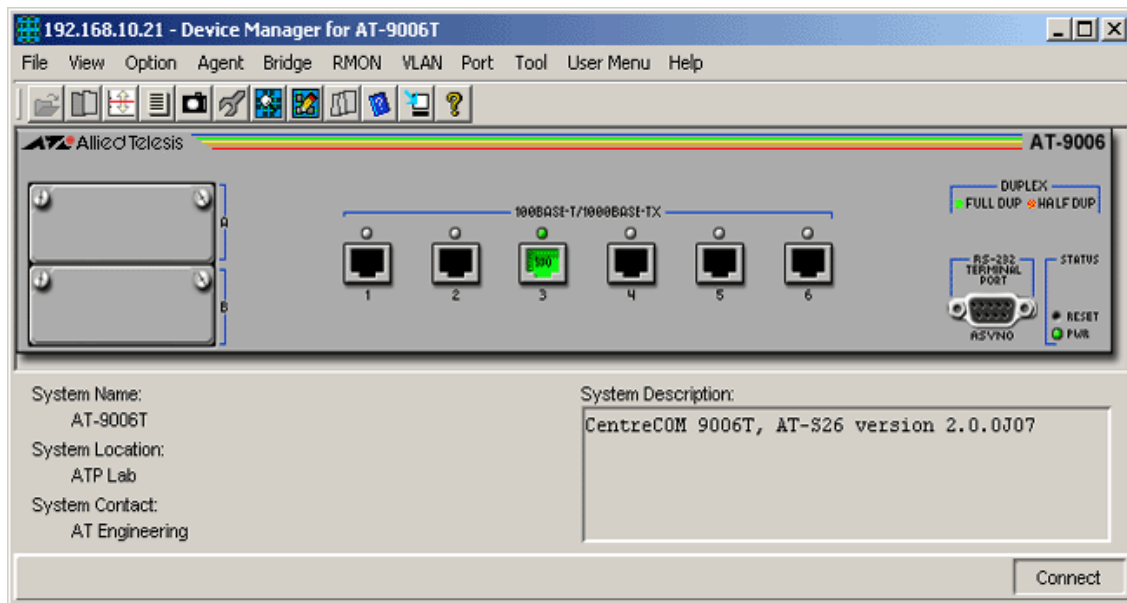 192.168.10.21 - Device Manager for AT-9006T
File View Option Agent Bridge RMON VLAN Port Tool User Menu Help
Allied Telesis
AT-9006
DUPLEX
FULL DUP HALF DUP
100BASE-T/1000BASE-TX
A
B
100
1 2 3 4 5 6
RS-232
TERMINAL
PORT
STATUS
RESET
PWR
ASYNO
System Name:
AT-9006T
System Location:
ATP Lab
System Contact:
AT Engineering
System Description:
CentreCOM 9006T, AT-S26 version 2.0.0J07
Connect